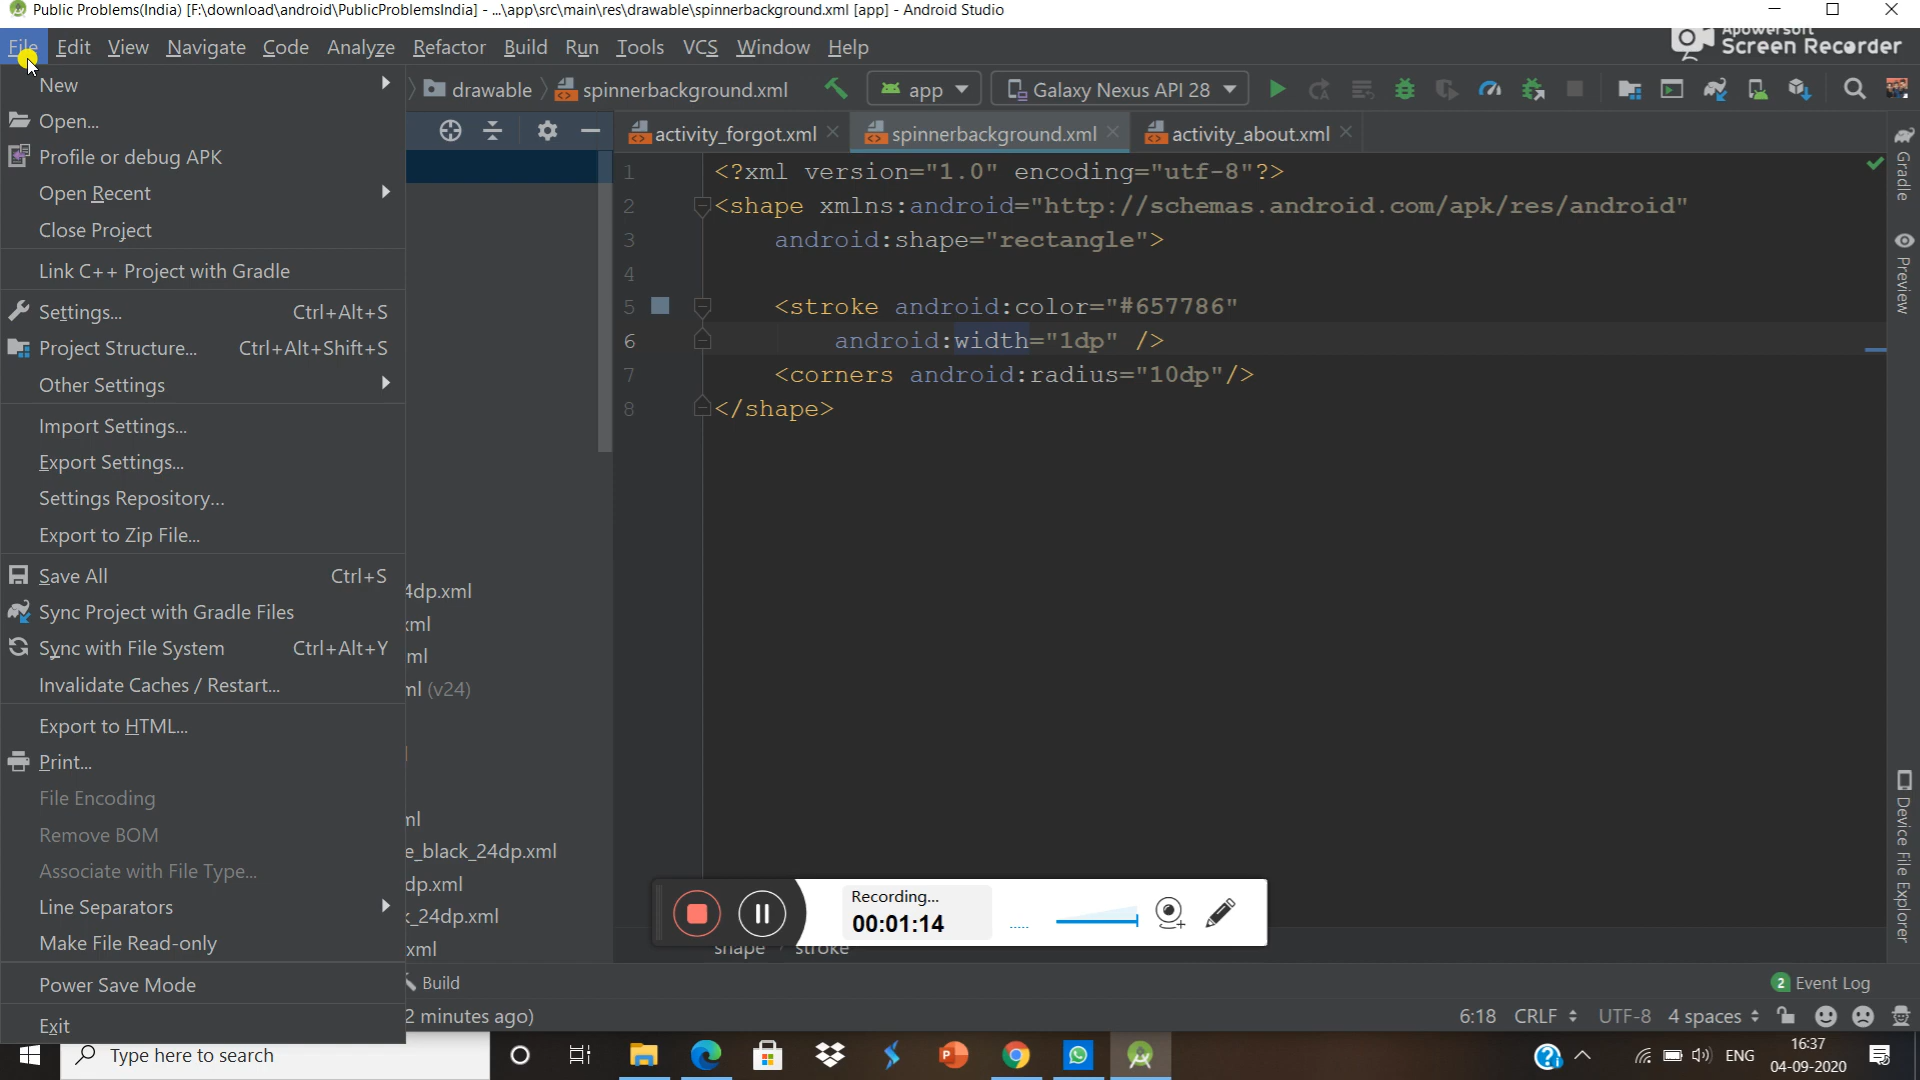 Public Problems(India) [F:\download\android\PublicProblemsIndia] - ...\app\src\main\res\drawable\spinnerbackground.xml [app] - Android Studio
File Edit View Navigate Code Analyze Refactor Build Run Tools VCS Window Help
Apowersoft
Screen Recorder
drawable spinnerbackground.xml app Galaxy Nexus API 28
activity_forgot.xml spinnerbackground.xml activity_about.xml
New
Open...
Profile or debug APK
Open Recent
Close Project
Link C++ Project with Gradle
Settings... Ctrl+Alt+S
Project Structure... Ctrl+Alt+Shift+S
Other Settings
Import Settings...
Export Settings...
Settings Repository...
Export to Zip File...
Save All Ctrl+S
Sync Project with Gradle Files
Sync with File System Ctrl+Alt+Y
Invalidate Caches / Restart...
Export to HTML...
Print...
File Encoding
Remove BOM
Associate with File Type...
Line Separators
Make File Read-only
Power Save Mode
Exit
4dp.xml
xml
ml
ml (v24)
ml
e_black_24dp.xml
dp.xml
k_24dp.xml
xml
1 <?xml version="1.0" encoding="utf-8"?>
2 <shape xmlns:android="http://schemas.android.com/apk/res/android"
3 android:shape="rectangle">
4
5 <stroke android:color="#657786"
6 android:width="1dp" />
7 <corners android:radius="10dp"/>
8 </shape>
Gradle
Preview
Device File Explorer
Recording...
00:01:14
shape stroke
Build
2 Event Log
2 minutes ago)
6:18 CRLF UTF-8 4 spaces
Type here to search
ENG
16:37
04-09-2020